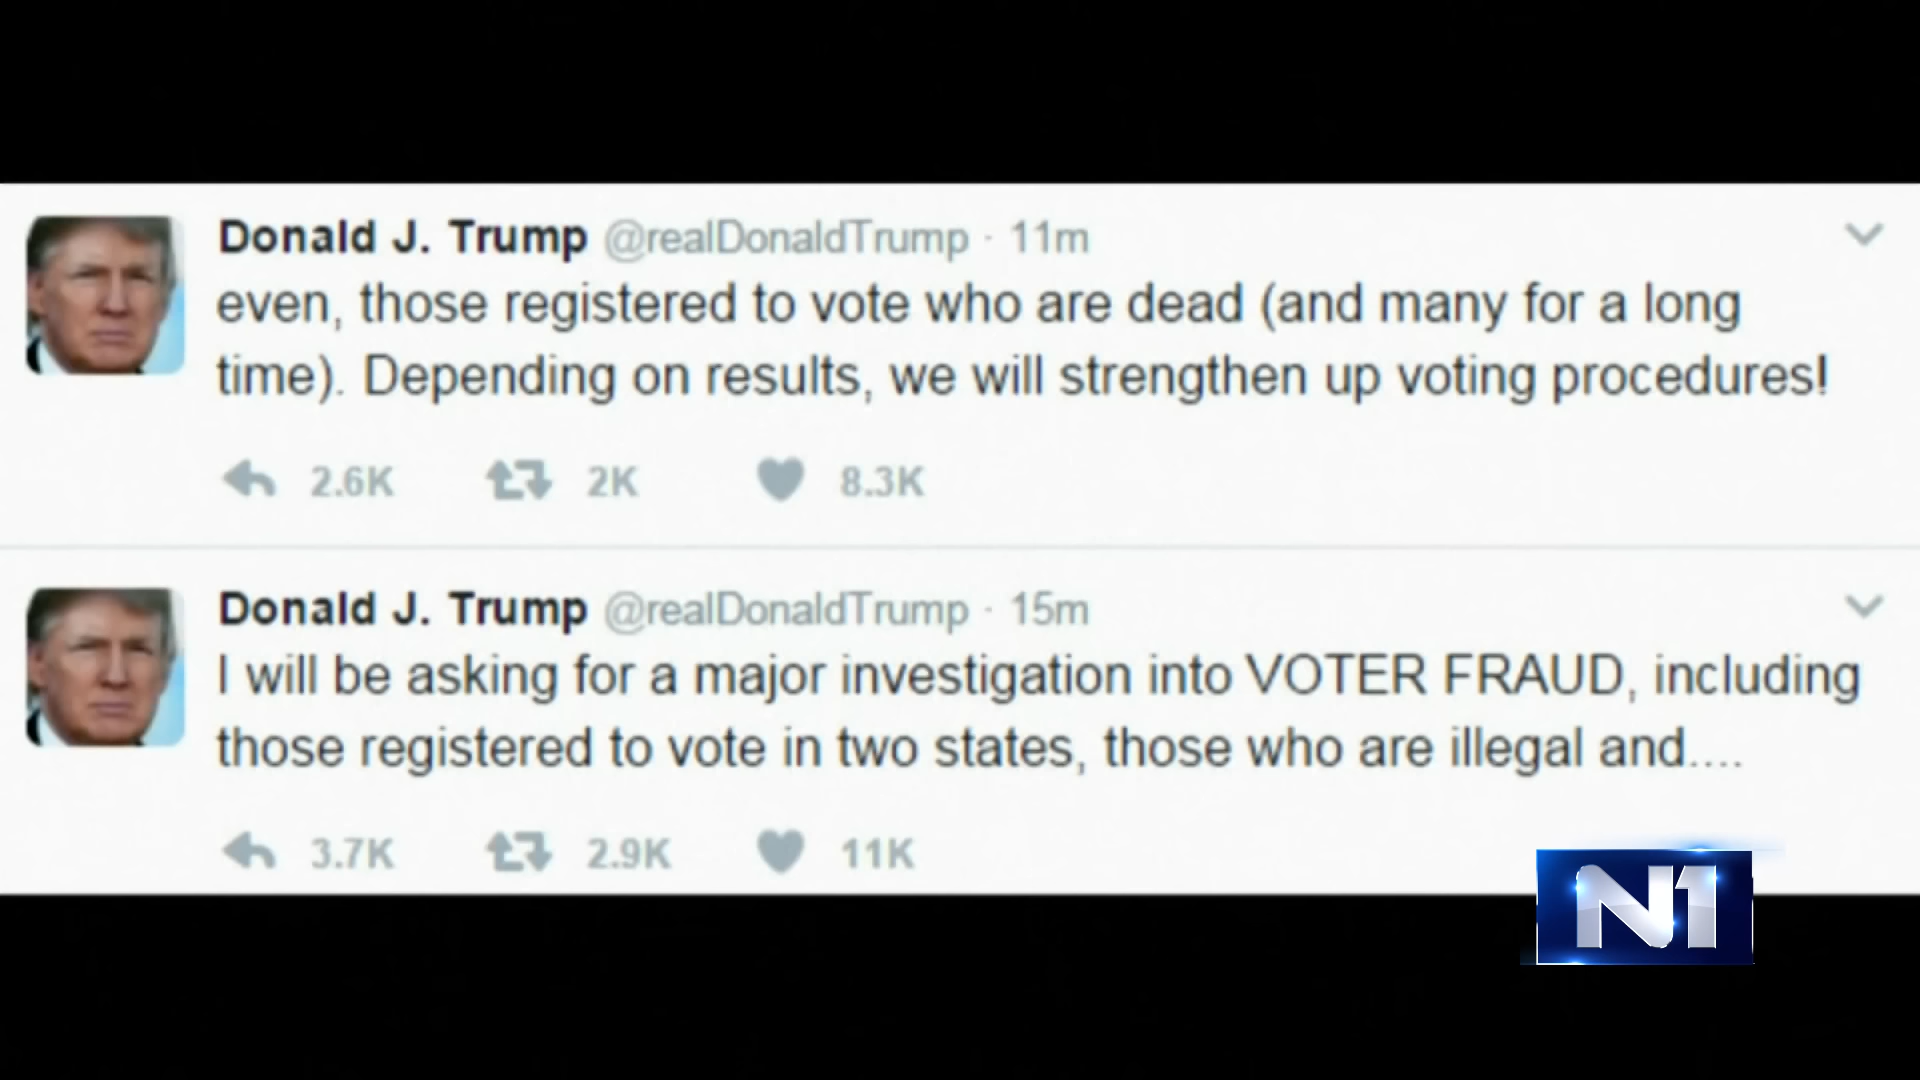 Donald J. Trump @realDonaldTrump · 11m
even, those registered to vote who are dead (and many for a long
time). Depending on results, we will strengthen up voting procedures!
2.6K 2K 8.3K
Donald J. Trump @realDonaldTrump · 15m
I will be asking for a major investigation into VOTER FRAUD, including
those registered to vote in two states, those who are illegal and....
3.7K 2.9K 11K
N1